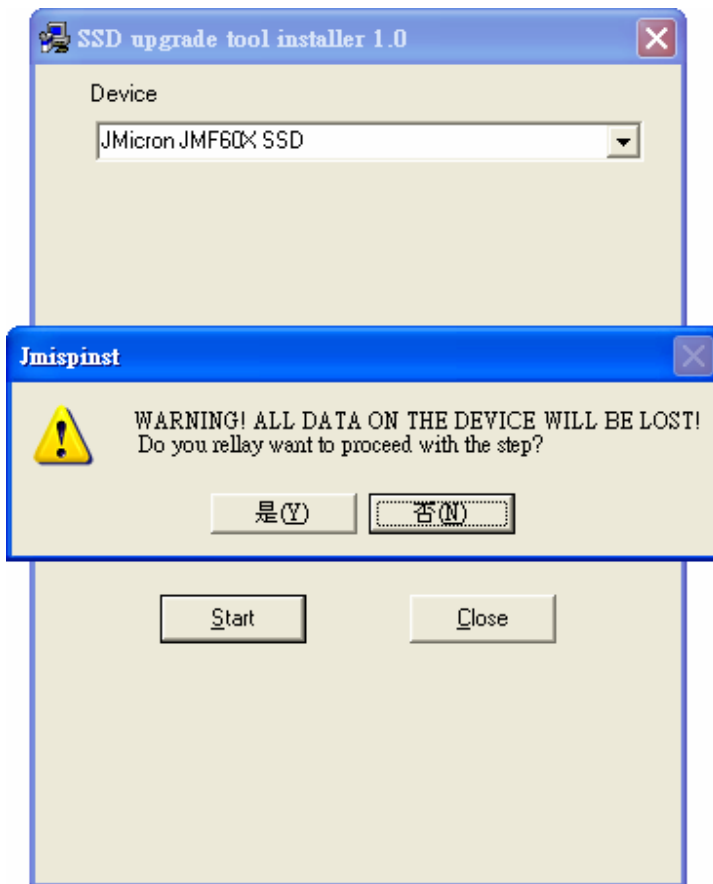 SSD upgrade tool installer 1.0
Device
JMicron JMF60X SSD
Jmispinst
WARNING! ALL DATA ON THE DEVICE WILL BE LOST!
Do you rellay want to proceed with the step?
是(Y) 否(N)
Start Close